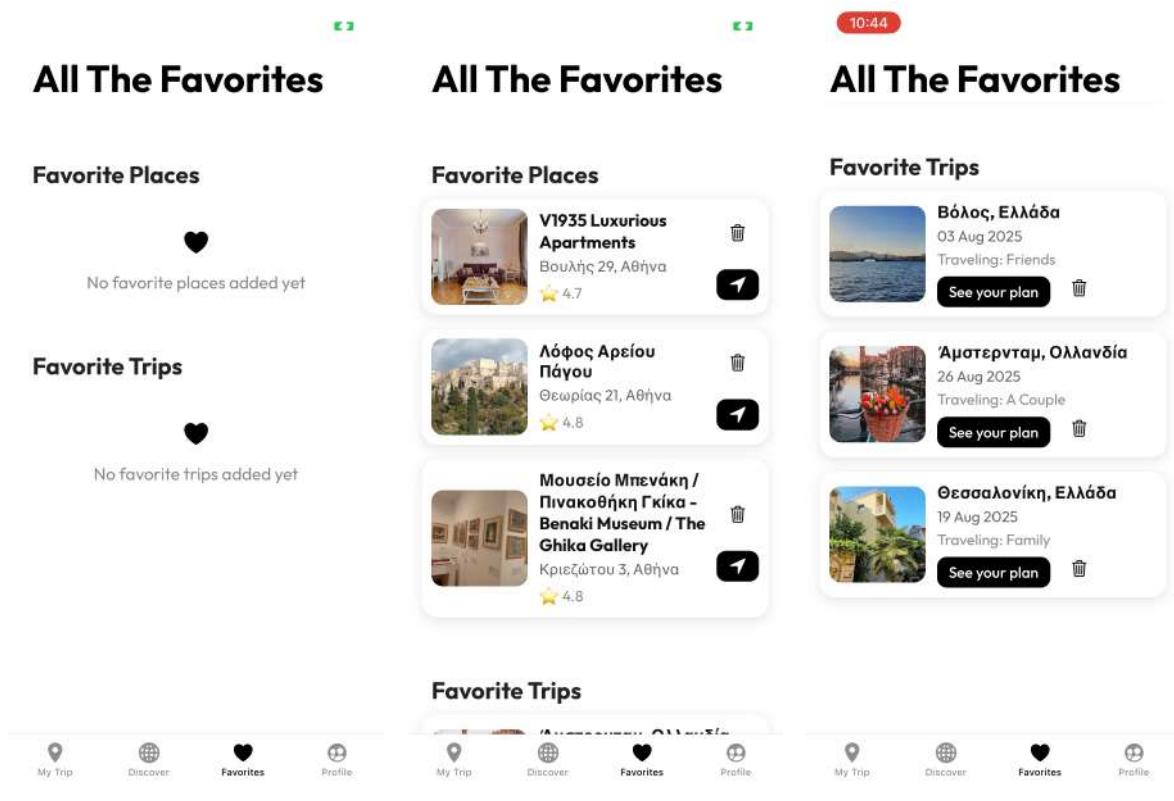 All The Favorites
Favorite Places
No favorite places added yet
Favorite Trips
No favorite trips added yet
My Trip
Discover
Favorites
Profile
All The Favorites
Favorite Places
V1935 Luxurious
Apartments
Βουλής 29, Αθήνα
4.7
Λόφος Αρείου
Πάγου
Θεωρίας 21, Αθήνα
4.8
Μουσείο Μπενάκη /
Πινακοθήκη Γκίκα -
Benaki Museum / The
Ghika Gallery
Κριεζώτου 3, Αθήνα
4.8
Favorite Trips
Άμστερνταμ, Ολλανδία
My Trip
Discover
Favorites
Profile
10:44
All The Favorites
Favorite Trips
Βόλος, Ελλάδα
03 Aug 2025
Traveling: Friends
See your plan
Άμστερνταμ, Ολλανδία
26 Aug 2025
Traveling: A Couple
See your plan
Θεσσαλονίκη, Ελλάδα
19 Aug 2025
Traveling: Family
See your plan
My Trip
Discover
Favorites
Profile